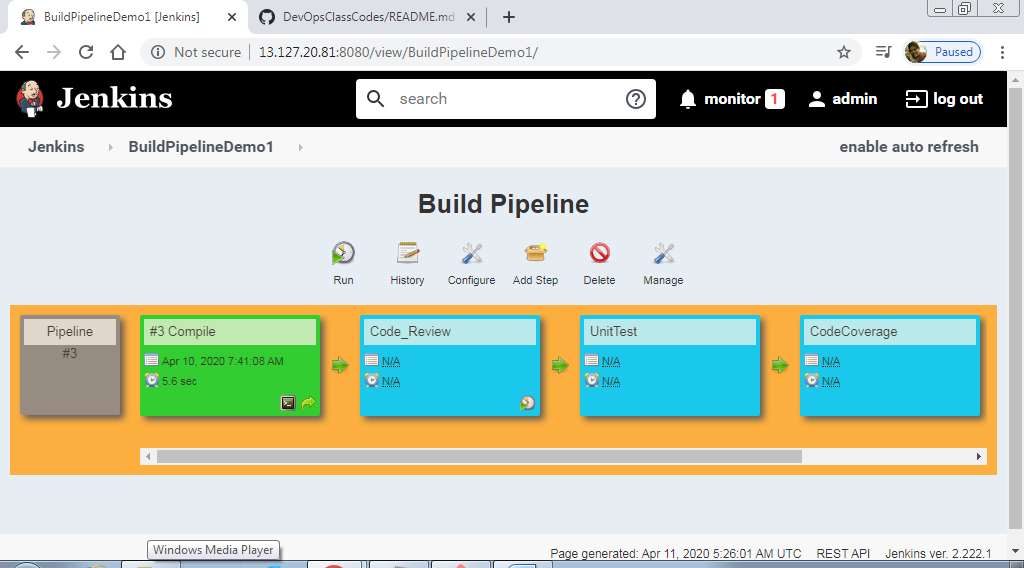 BuildPipelineDemo1 [Jenkins]
DevOpsClassCodes/README.md
Not secure
13.127.20.81:8080/view/BuildPipelineDemo1/
Paused
Jenkins
search
monitor 1
admin
log out
Jenkins
BuildPipelineDemo1
enable auto refresh
Build Pipeline
Run
History
Configure
Add Step
Delete
Manage
Pipeline
#3
#3 Compile
Apr 10, 2020 7:41:08 AM
5.6 sec
Code_Review
N/A
N/A
UnitTest
N/A
N/A
CodeCoverage
N/A
N/A
Windows Media Player
Page generated: Apr 11, 2020 5:26:01 AM UTC
REST API
Jenkins ver. 2.222.1